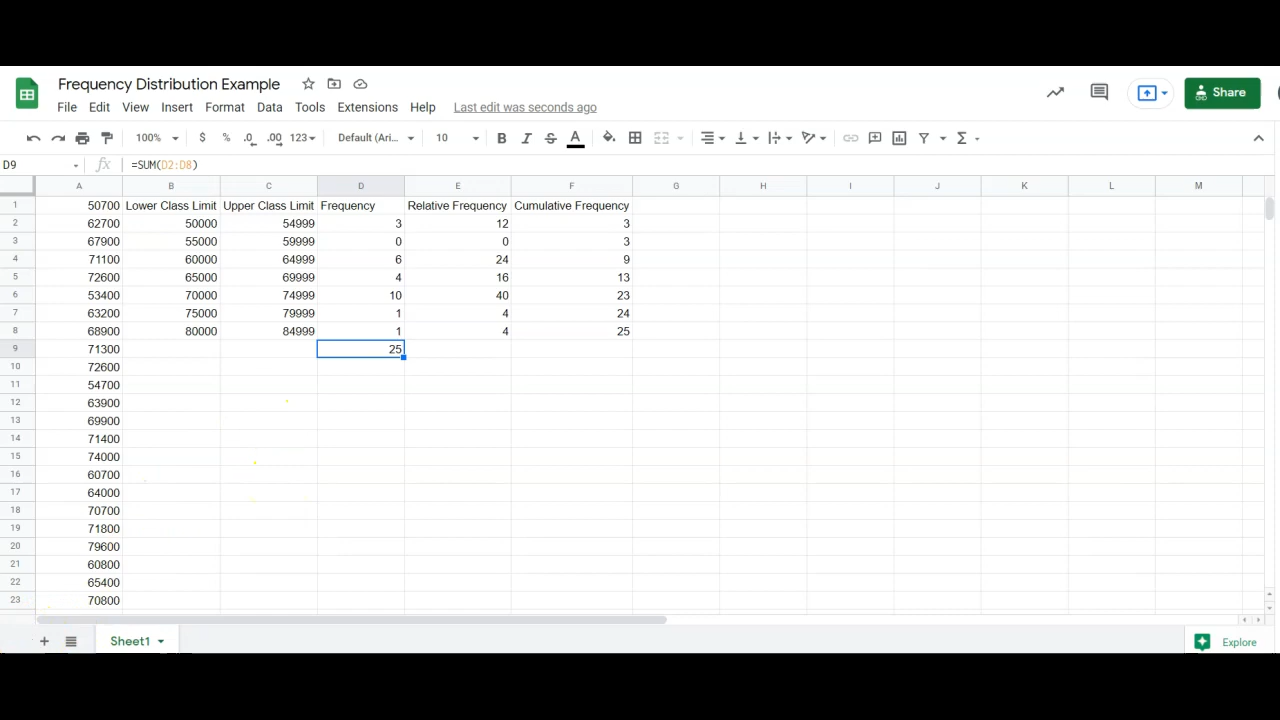 Frequency Distribution Example
File Edit View Insert Format Data Tools Extensions Help Last edit was seconds ago
Share
100% $ % .0 .00 123 Default (Ari... 10 B I S A
D9 fx =SUM(D2:D8)
A B C D E F G H I J K L M
1 50700 Lower Class Limit Upper Class Limit Frequency Relative Frequency Cumulative Frequency
2 62700 50000 54999 3 12 3
3 67900 55000 59999 0 0 3
4 71100 60000 64999 6 24 9
5 72600 65000 69999 4 16 13
6 53400 70000 74999 10 40 23
7 63200 75000 79999 1 4 24
8 68900 80000 84999 1 4 25
9 71300 25
10 72600
11 54700
12 63900
13 69900
14 71400
15 74000
16 60700
17 64000
18 70700
19 71800
20 79600
21 60800
22 65400
23 70800
Sheet1
Explore